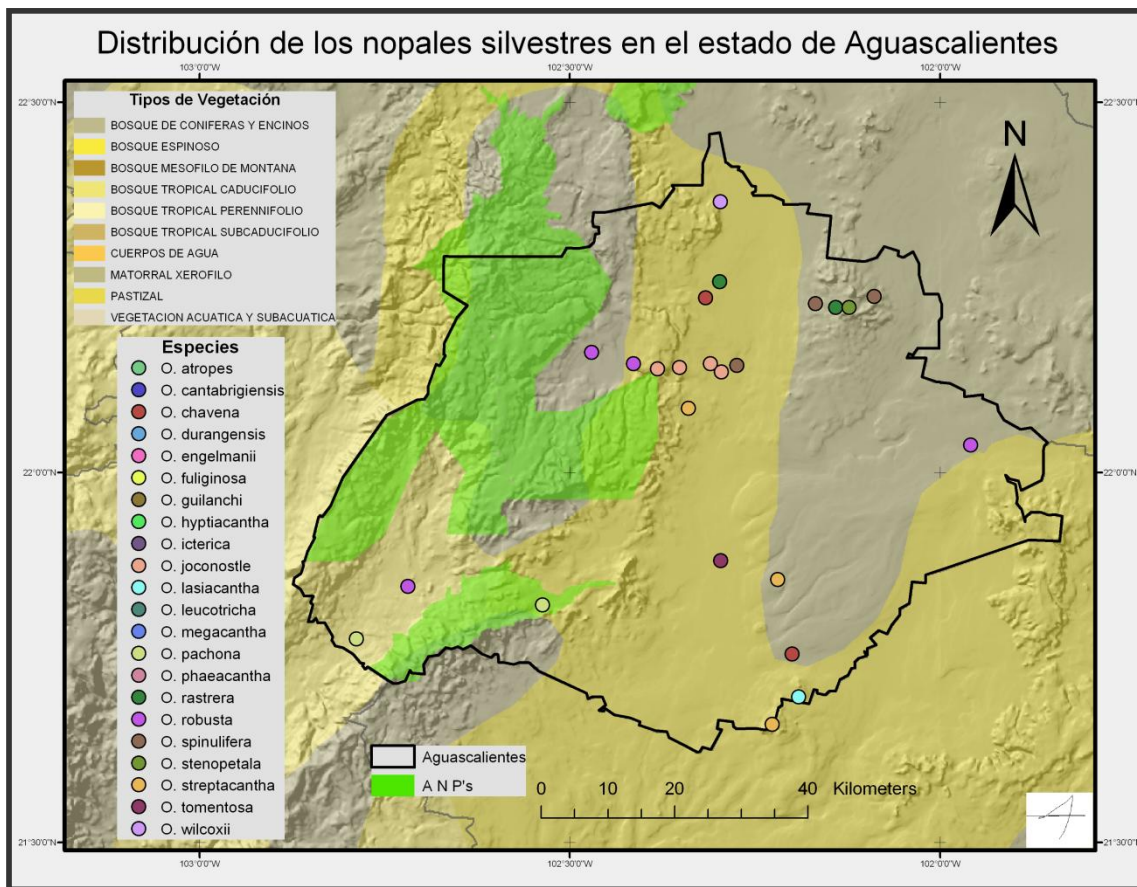 Distribución de los nopales silvestres en el estado de Aguascalientes
103°0'0"W
102°30'0"W
102°0'0"W
22°30'0"N
22°30'0"N
Tipos de Vegetación
BOSQUE DE CONIFERAS Y ENCINOS
BOSQUE ESPINOSO
BOSQUE MESOFILO DE MONTANA
BOSQUE TROPICAL CADUCIFOLIO
BOSQUE TROPICAL PERENNIFOLIO
BOSQUE TROPICAL SUBCADUCIFOLIO
CUERPOS DE AGUA
MATORRAL XEROFILO
PASTIZAL
VEGETACION ACUATICA Y SUBACUATICA
N
Especies
O. atropes
O. cantabrigiensis
O. chavena
O. durangensis
O. engelmanii
O. fuliginosa
O. guilanchi
O. hyptiacantha
O. icterica
O. joconostle
O. lasiacantha
O. leucotricha
O. megacantha
O. pachona
O. phaeacantha
O. rastrera
O. robusta
O. spinulifera
O. stenopetala
O. streptacantha
O. tomentosa
O. wilcoxii
22°0'0"N
22°0'0"N
Aguascalientes
A N P's
0 10 20 40 Kilometers
21°30'0"N
21°30'0"N
103°0'0"W
102°30'0"W
102°0'0"W